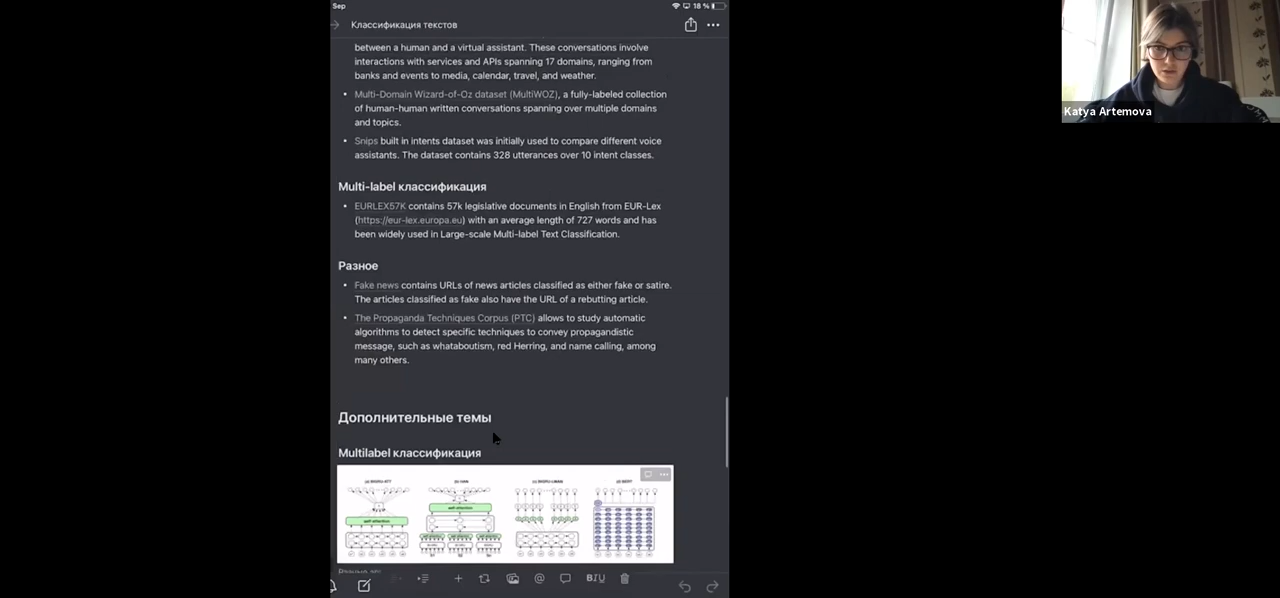 Sep
18 %
Классификация текстов
between a human and a virtual assistant. These conversations involve
interactions with services and APIs spanning 17 domains, ranging from
banks and events to media, calendar, travel, and weather.
• Multi-Domain Wizard-of-Oz dataset (MultiWOZ), a fully-labeled collection
of human-human written conversations spanning over multiple domains
and topics.
• Snips built in intents dataset was initially used to compare different voice
assistants. The dataset contains 328 utterances over 10 intent classes.
Multi-label классификация
• EURLEX57K contains 57k legislative documents in English from EUR-Lex
(https://eur-lex.europa.eu) with an average length of 727 words and has
been widely used in Large-scale Multi-label Text Classification.
Разное
• Fake news contains URLs of news articles classified as either fake or satire.
The articles classified as fake also have the URL of a rebutting article.
• The Propaganda Techniques Corpus (PTC) allows to study automatic
algorithms to detect specific techniques to convey propagandistic
message, such as whataboutism, red Herring, and name calling, among
many others.
Дополнительные темы
Multilabel классификация
self-attention
self-attention
BIU
Katya Artemova